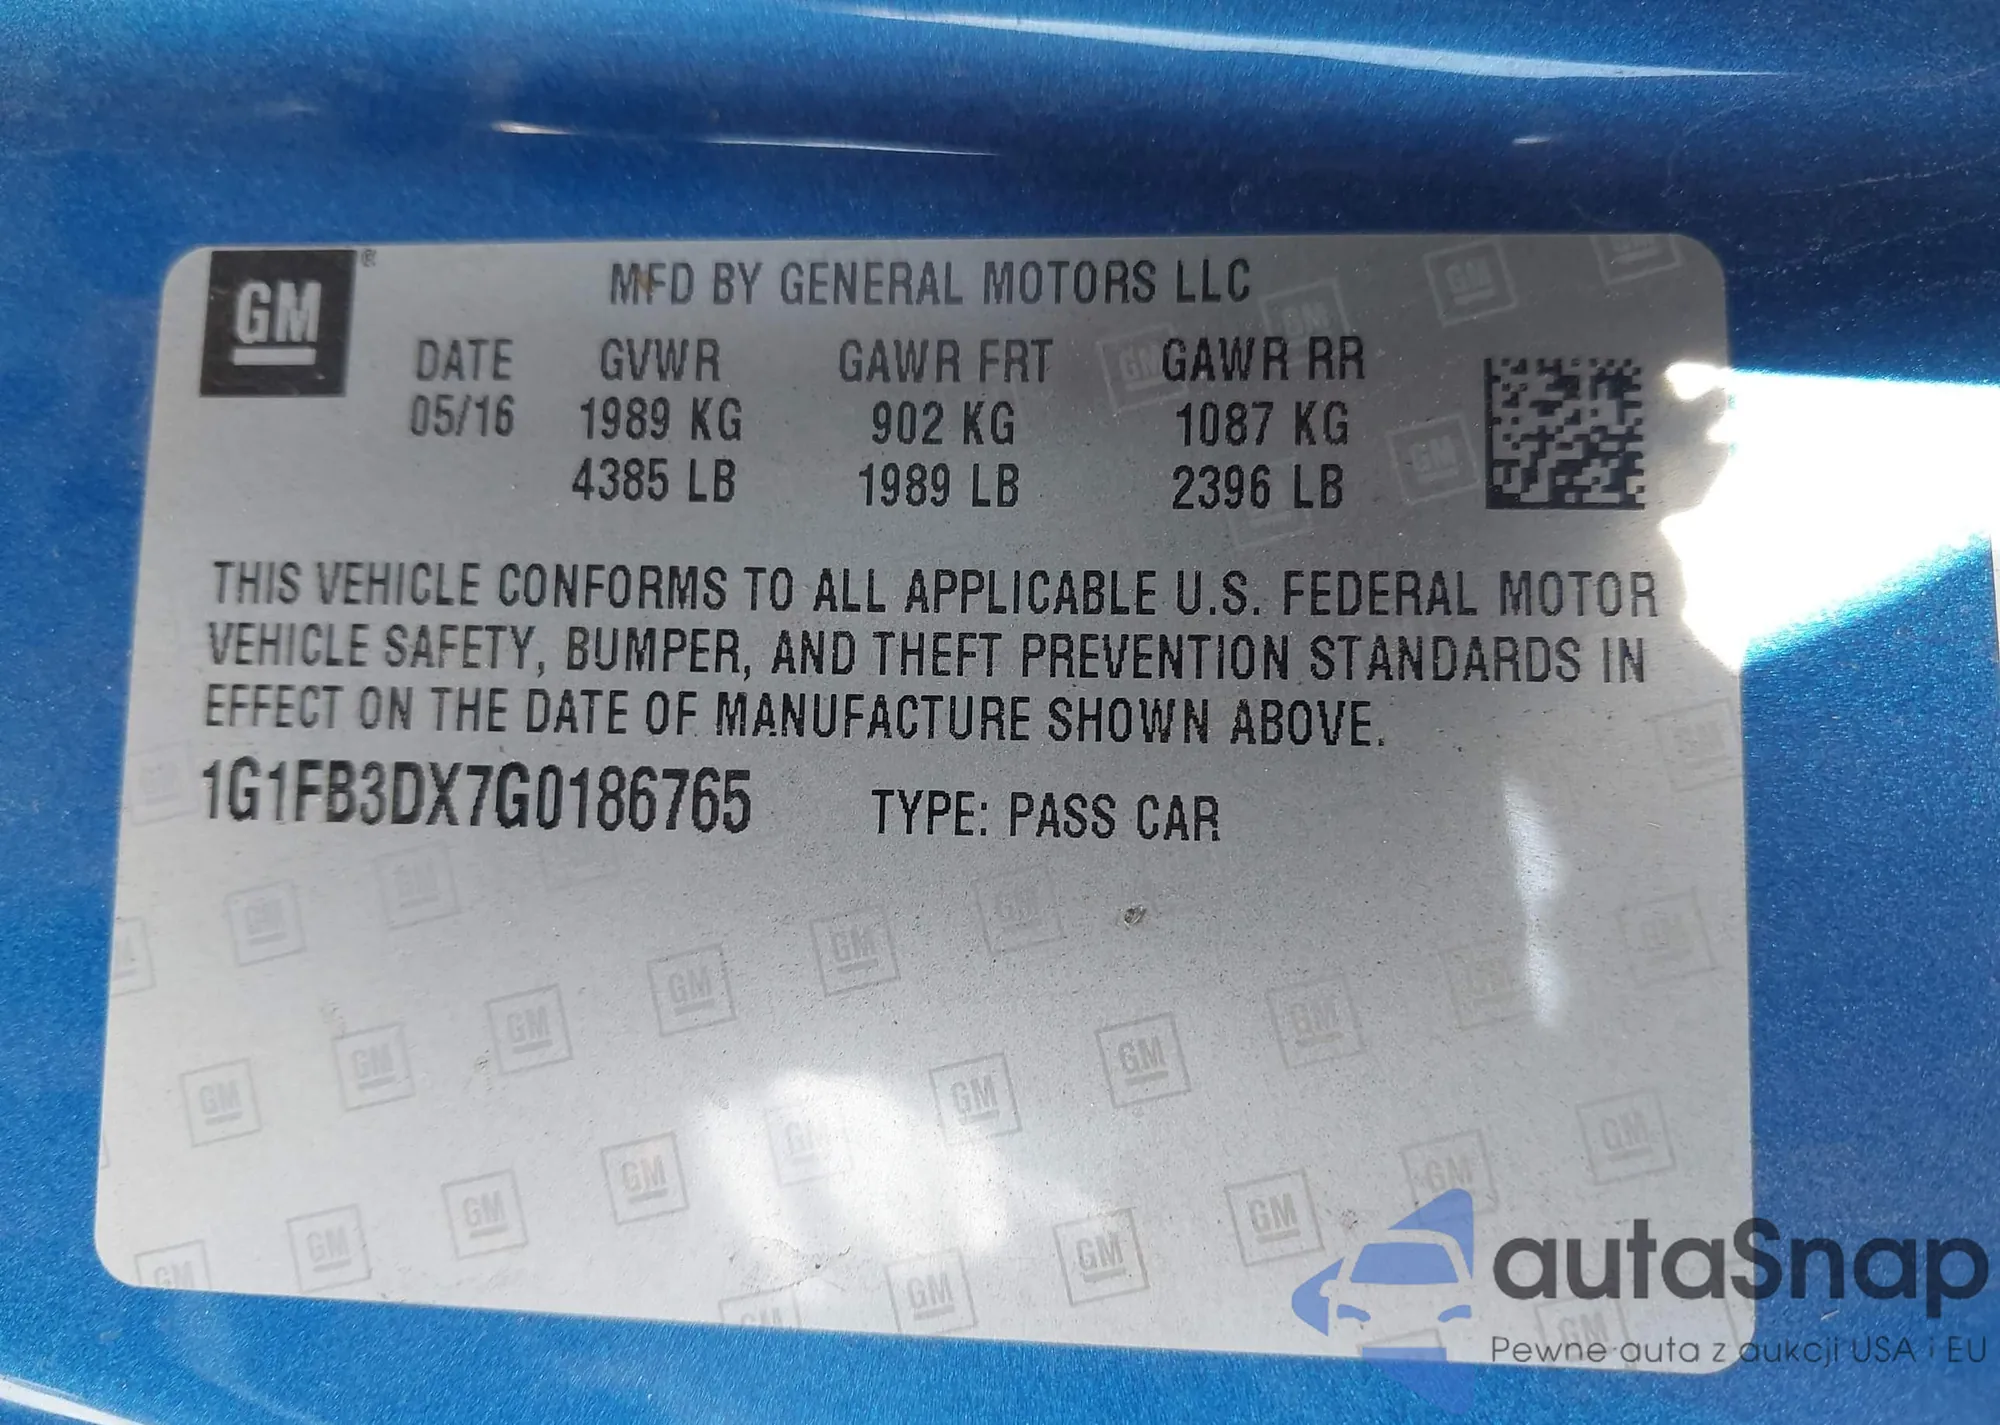 GM ®
MFD BY GENERAL MOTORS LLC
DATE GVWR GAWR FRT GAWR RR
05/16 1989 KG 902 KG 1087 KG
4385 LB 1989 LB 2396 LB
THIS VEHICLE CONFORMS TO ALL APPLICABLE U.S. FEDERAL MOTOR
VEHICLE SAFETY, BUMPER, AND THEFT PREVENTION STANDARDS IN
EFFECT ON THE DATE OF MANUFACTURE SHOWN ABOVE.
1G1FB3DX7G0186765 TYPE: PASS CAR
autaSnap
Pewne auta z aukcji USA i EU